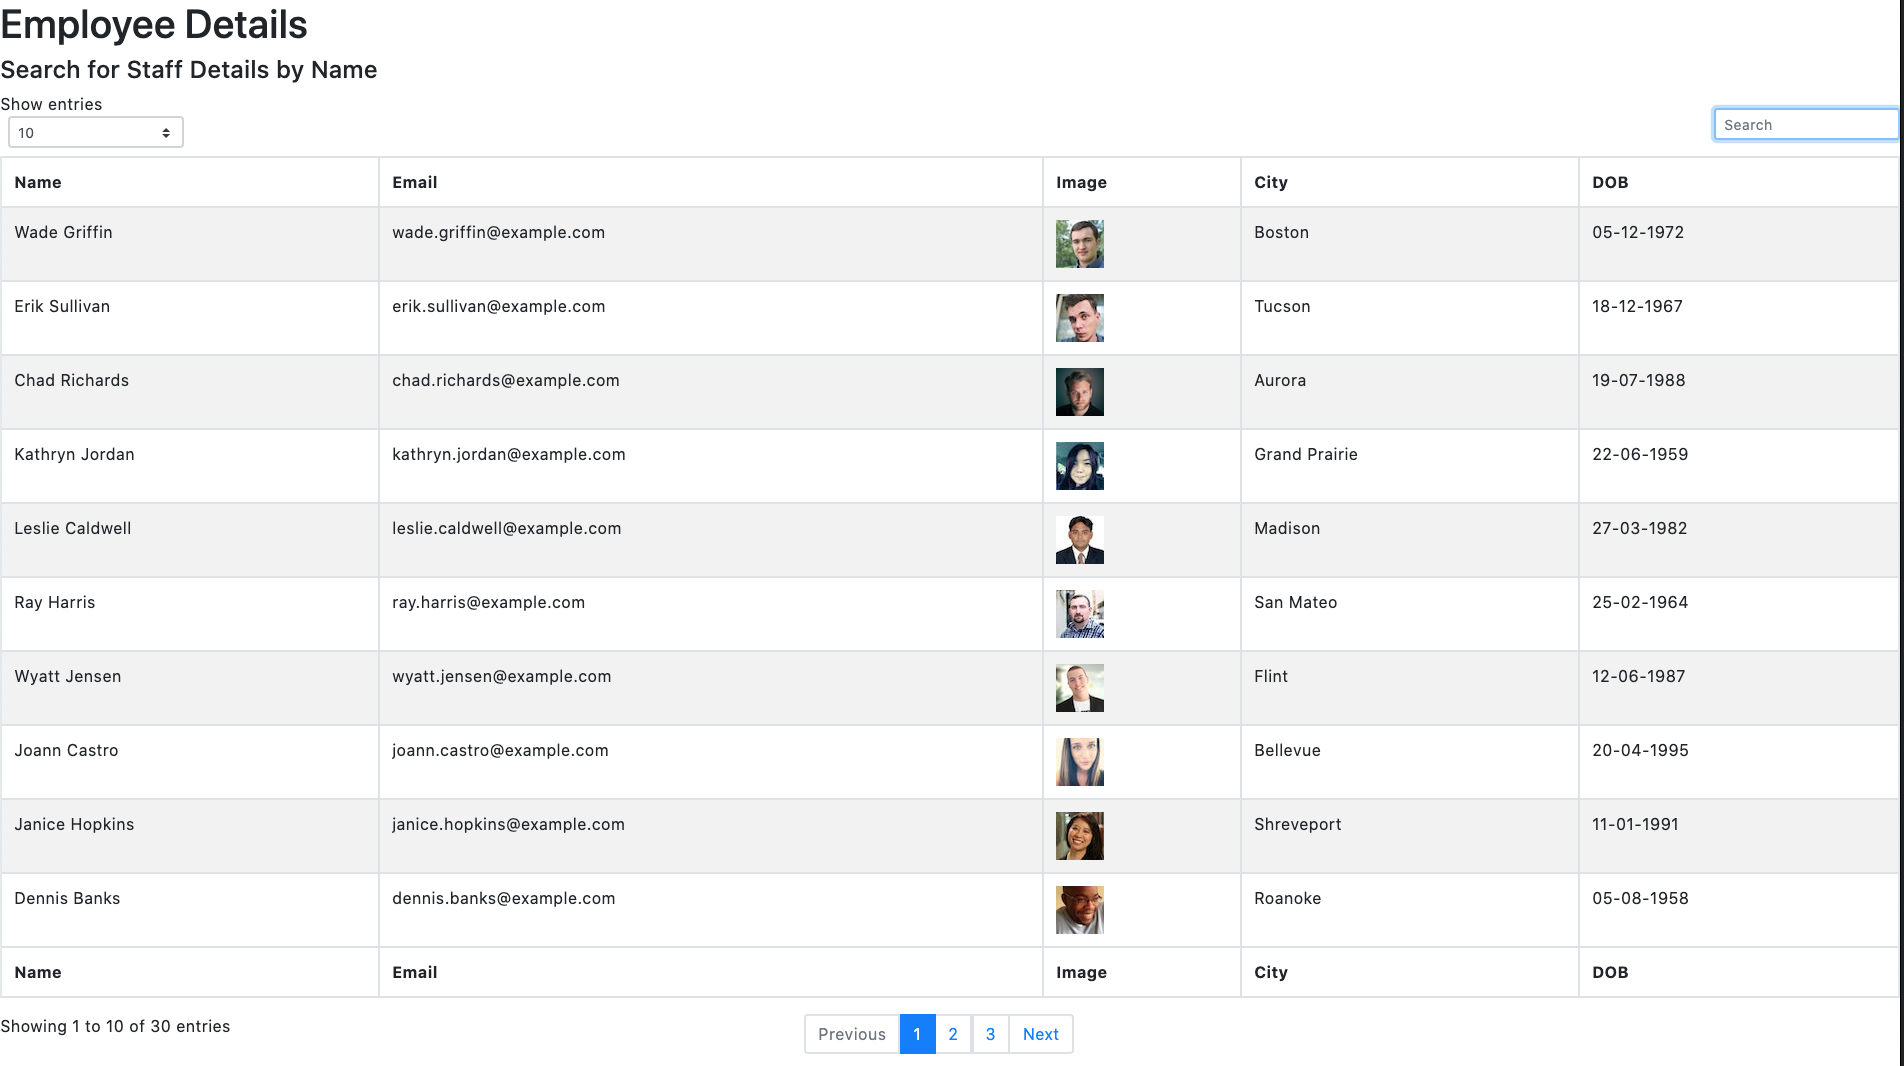 Employee Details
Search for Staff Details by Name
Show entries
10
Search
Name Email Image City DOB
Wade Griffin wade.griffin@example.com Boston 05-12-1972
Erik Sullivan erik.sullivan@example.com Tucson 18-12-1967
Chad Richards chad.richards@example.com Aurora 19-07-1988
Kathryn Jordan kathryn.jordan@example.com Grand Prairie 22-06-1959
Leslie Caldwell leslie.caldwell@example.com Madison 27-03-1982
Ray Harris ray.harris@example.com San Mateo 25-02-1964
Wyatt Jensen wyatt.jensen@example.com Flint 12-06-1987
Joann Castro joann.castro@example.com Bellevue 20-04-1995
Janice Hopkins janice.hopkins@example.com Shreveport 11-01-1991
Dennis Banks dennis.banks@example.com Roanoke 05-08-1958
Name Email Image City DOB
Showing 1 to 10 of 30 entries
Previous 1 2 3 Next